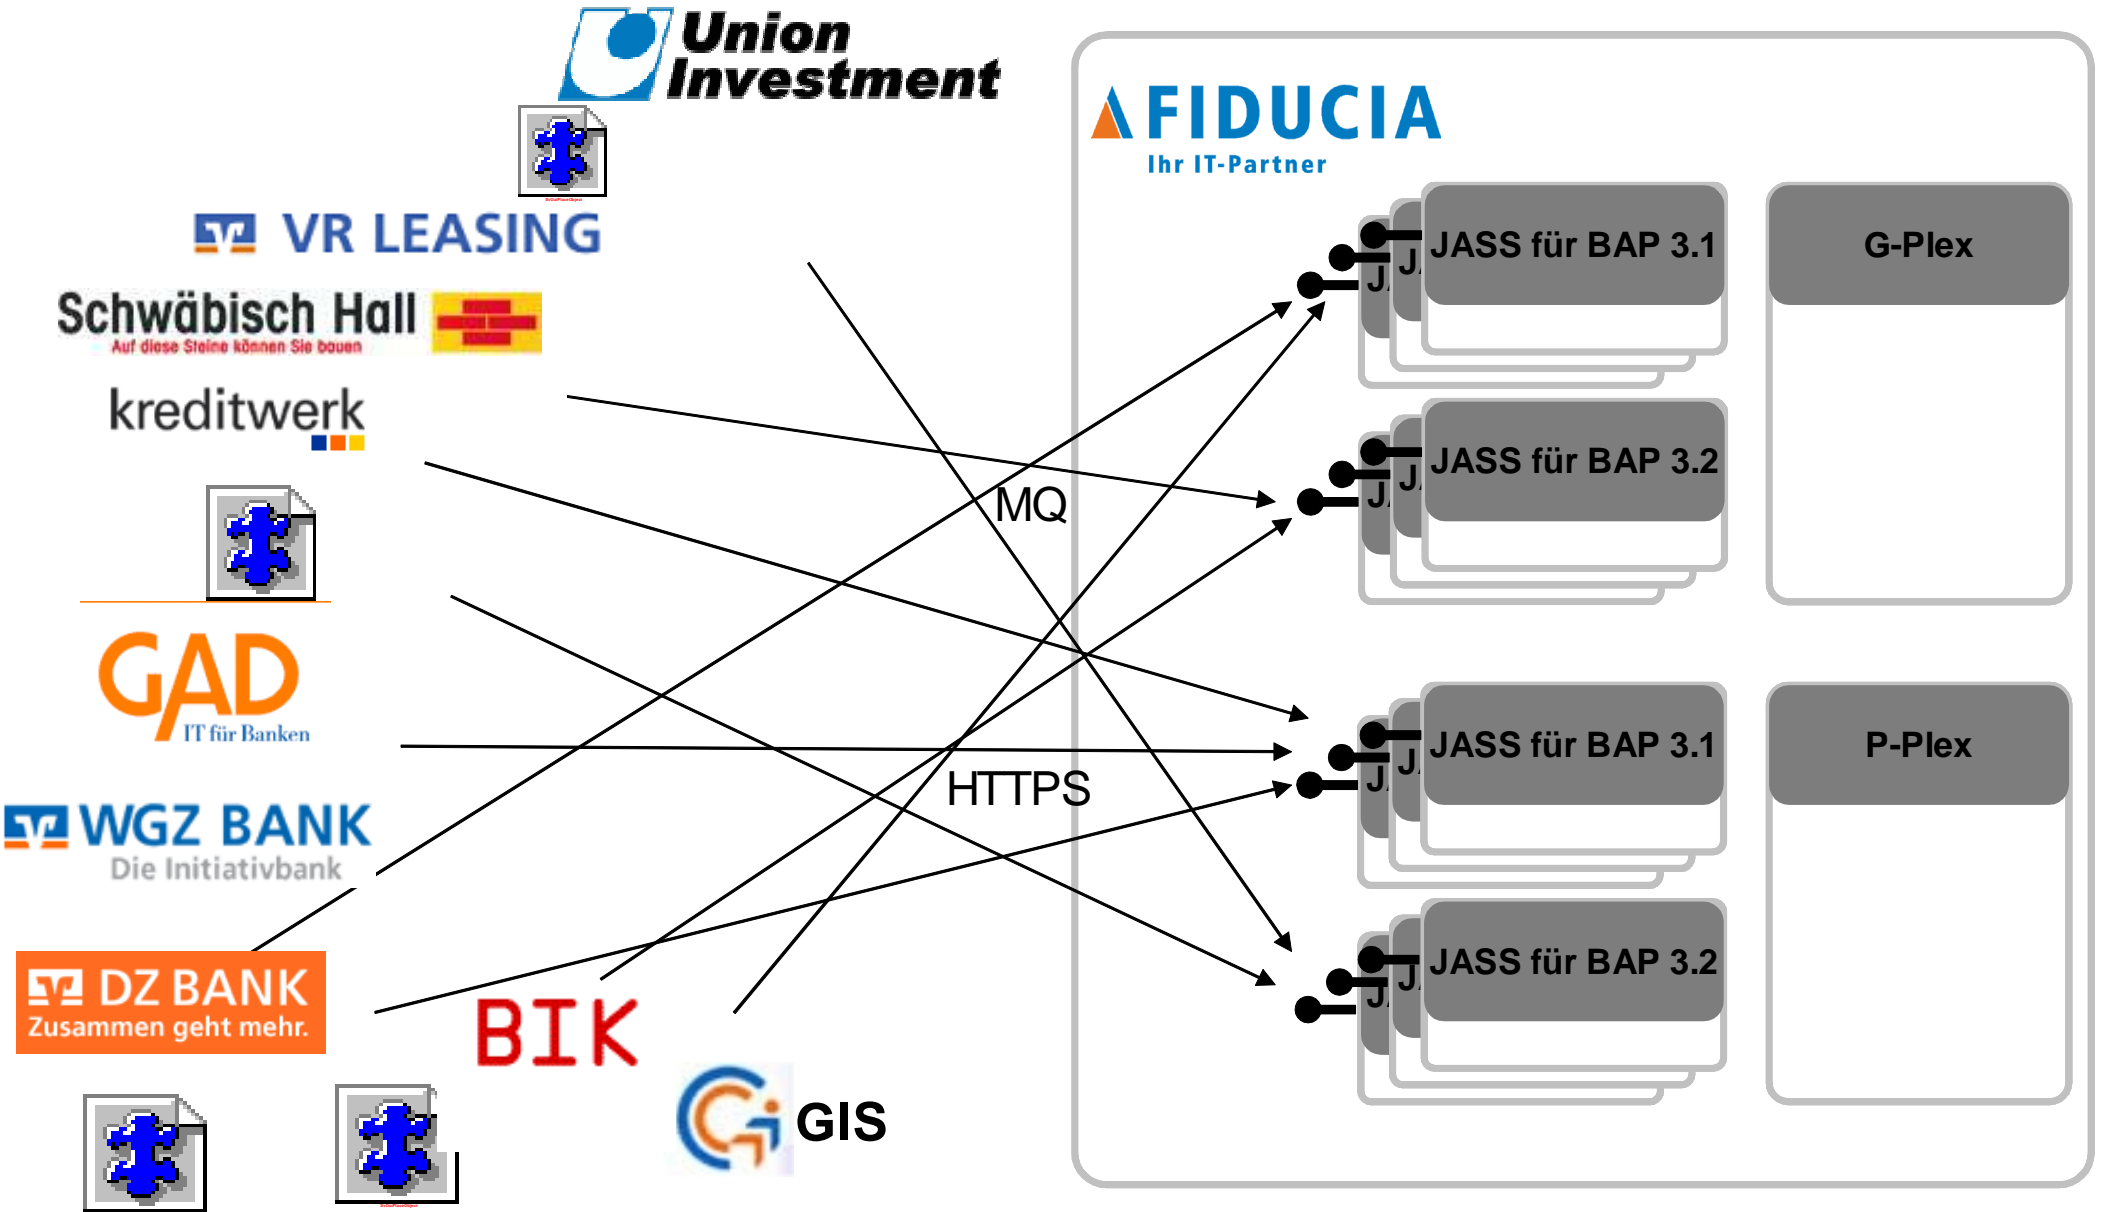 Union
Investment
FIDUCIA
Ihr IT-Partner
VR LEASING
Schwäbisch Hall
Auf diese Steine können Sie bauen
kreditwerk
GAD
IT für Banken
WGZ BANK
Die Initiativbank
DZ BANK
Zusammen geht mehr.
BIK
GIS
MQ
HTTPS
JASS für BAP 3.1
JASS für BAP 3.2
JASS für BAP 3.1
JASS für BAP 3.2
G-Plex
P-Plex